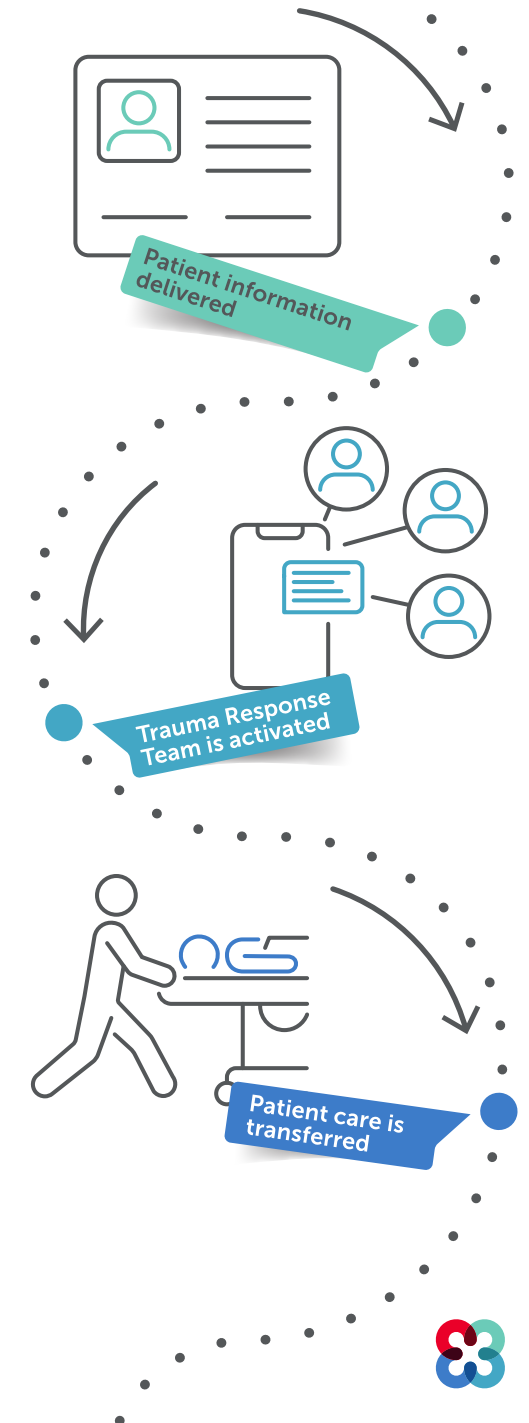 Patient information
delivered
Trauma Response
Team is activated
Patient care is
transferred